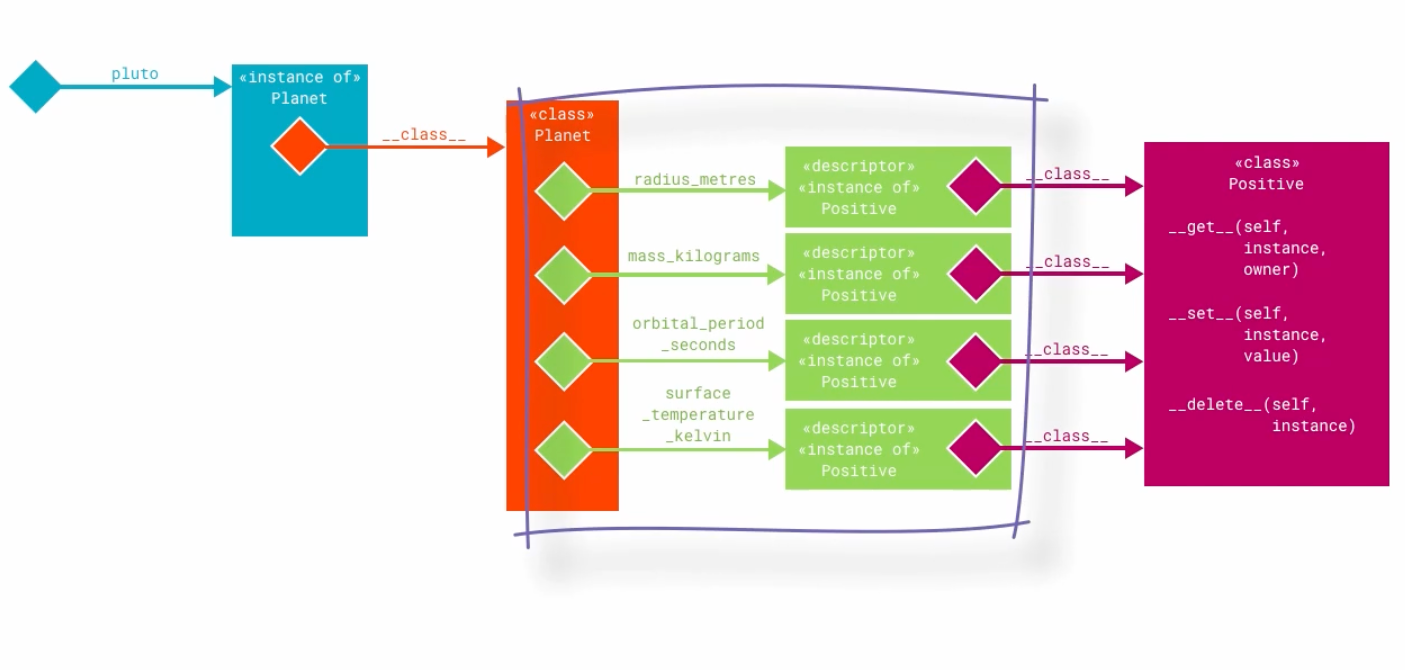 pluto
«instance of»
Planet
__class__
«class»
Planet
radius_metres
mass_kilograms
orbital_period
_seconds
surface
_temperature
_kelvin
«descriptor»
«instance of»
Positive
«descriptor»
«instance of»
Positive
«descriptor»
«instance of»
Positive
«descriptor»
«instance of»
Positive
__class__
__class__
__class__
__class__
«class»
Positive
__get__(self,
instance,
owner)
__set__(self,
instance,
value)
__delete__(self,
instance)